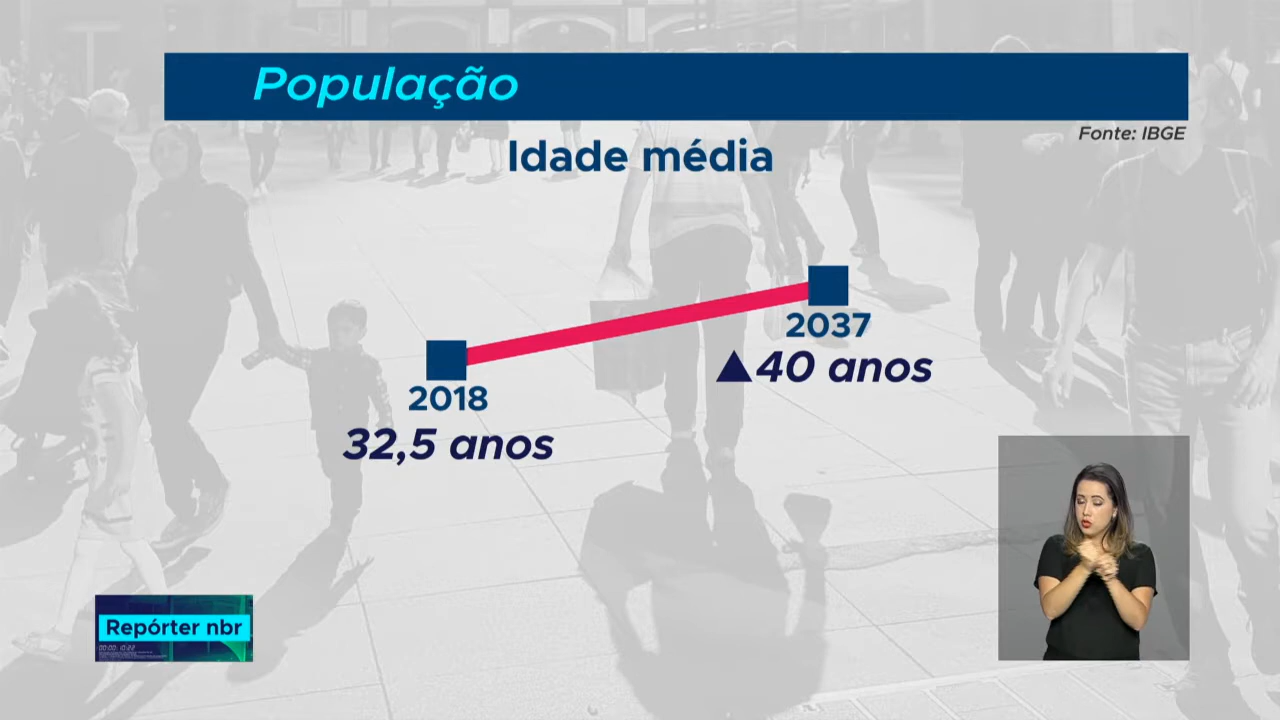 População
Fonte: IBGE
Idade média
2037
▲40 anos
2018
32,5 anos
Repórter nbr